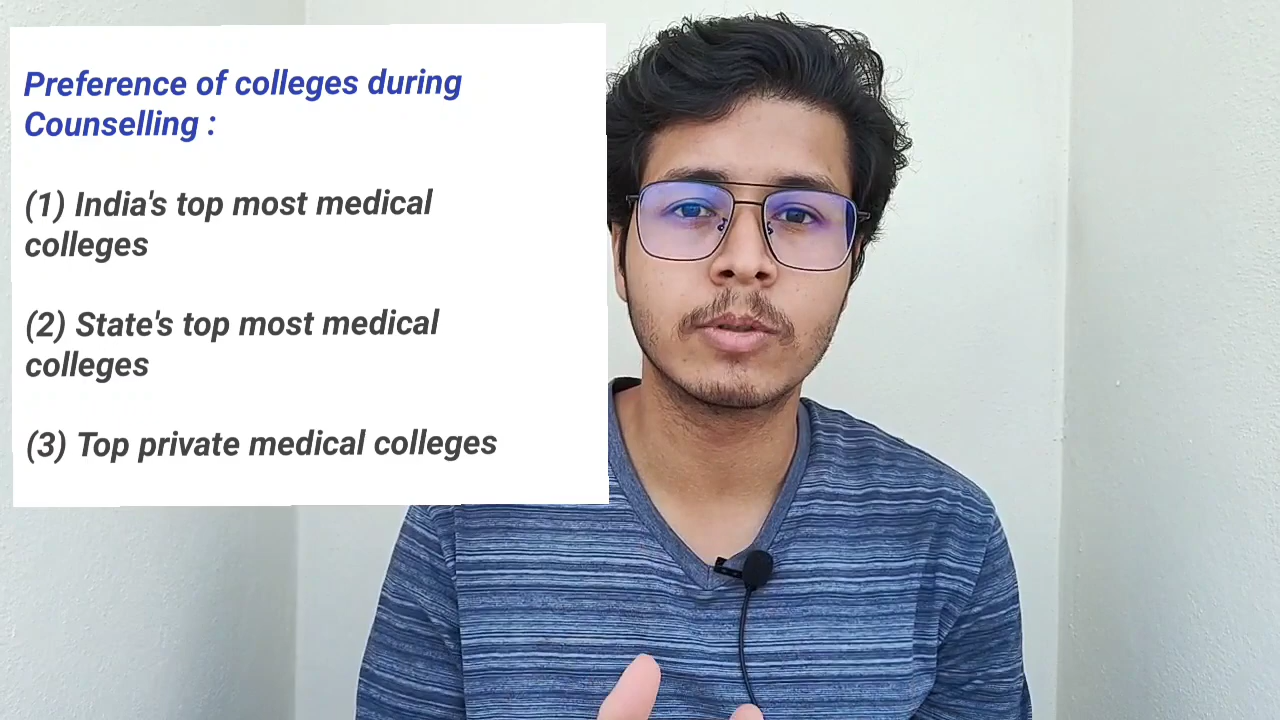 Preference of colleges during
Counselling :
(1) India's top most medical
colleges
(2) State's top most medical
colleges
(3) Top private medical colleges